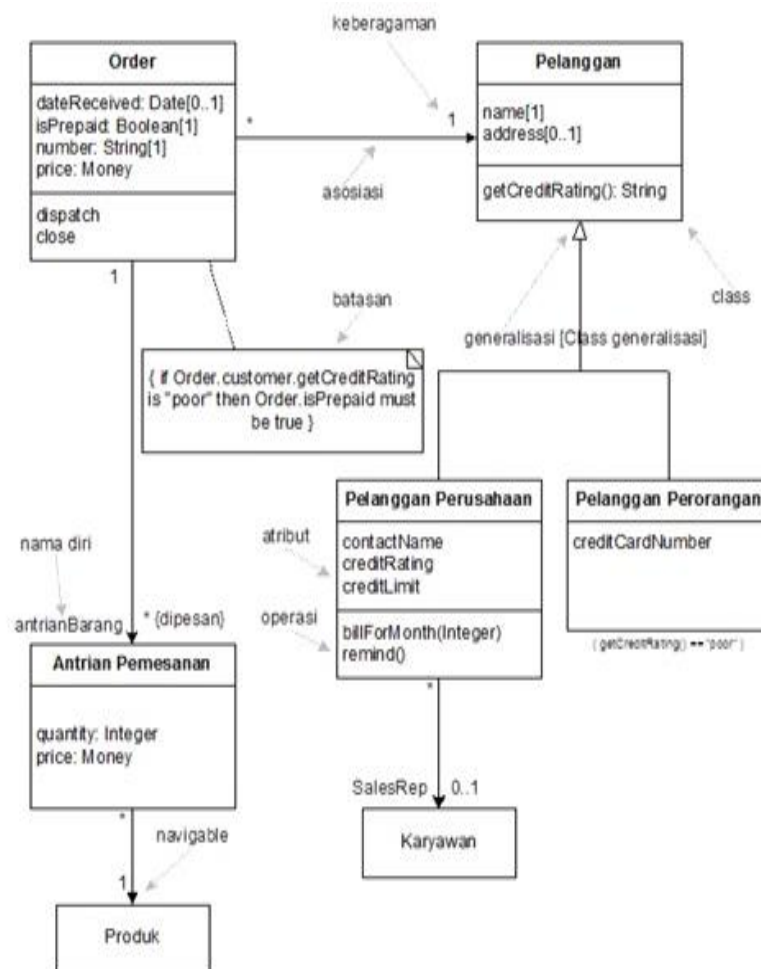 keberagaman
Order
dateReceived: Date[0..1]
isPrepaid: Boolean[1]
number: String[1]
price: Money
dispatch
close
*
1
asosiasi
Pelanggan
name[1]
address[0..1]
getCreditRating(): String
class
generalisasi [Class generalisasi]
1
batasan
{ if Order.customer.getCreditRating
is "poor" then Order.isPrepaid must
be true }
Pelanggan Perusahaan
contactName
creditRating
creditLimit
billForMonth(Integer)
remind()
atribut
operasi
Pelanggan Perorangan
creditCardNumber
{ getCreditRating() == "poor" }
nama diri
antrianBarang
* {dipesan}
Antrian Pemesanan
quantity: Integer
price: Money
*
SalesRep
0..1
Karyawan
*
navigable
1
Produk